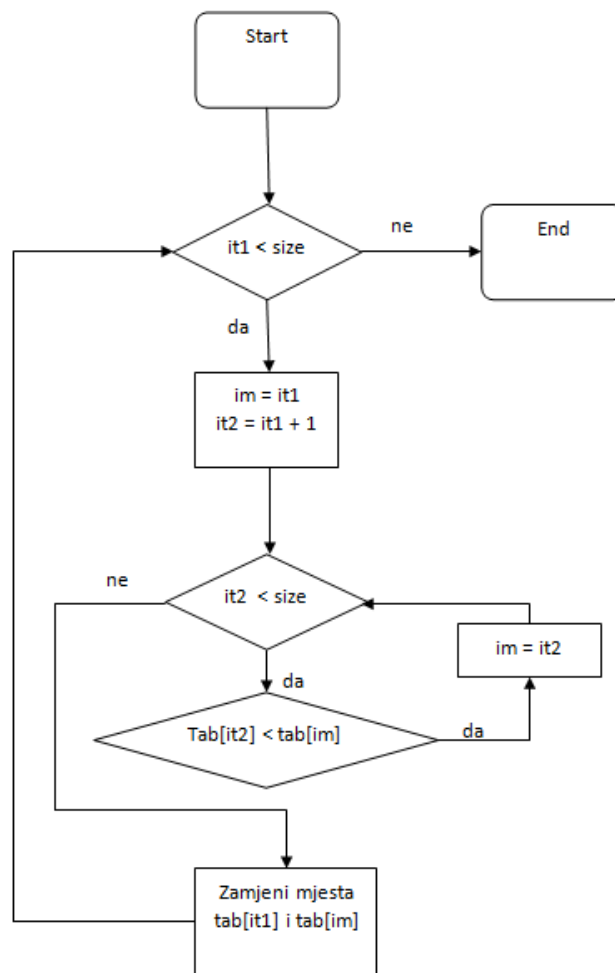 Start
it1 < size
ne
End
da
im = it1
it2 = it1 + 1
ne
it2 < size
im = it2
da
Tab[it2] < tab[im]
da
Zamjeni mjesta
tab[it1] i tab[im]